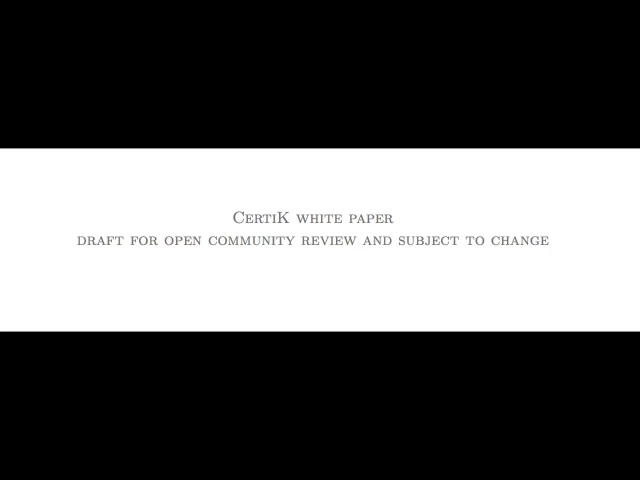 CertiK white paper
draft for open community review and subject to change